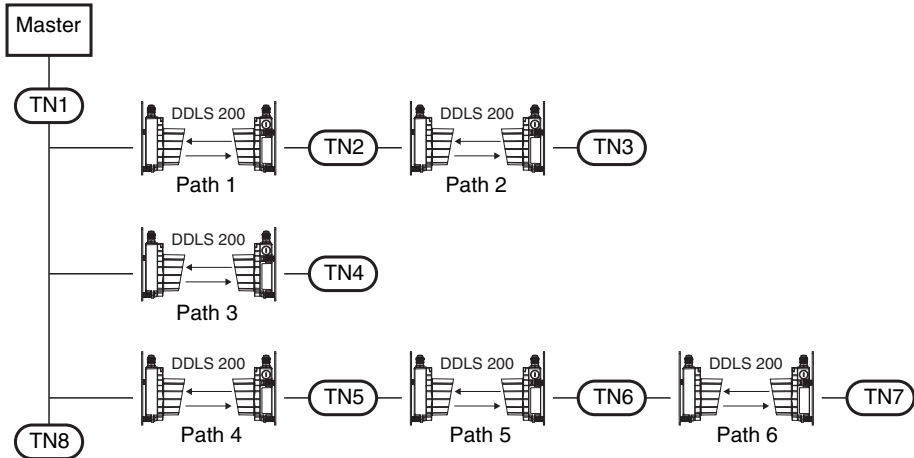 Master
TN1
DDLS 200
TN2
DDLS 200
TN3
Path 1
Path 2
DDLS 200
TN4
Path 3
DDLS 200
DDLS 200
DDLS 200
TN5
TN6
TN7
Path 4
Path 5
Path 6
TN8